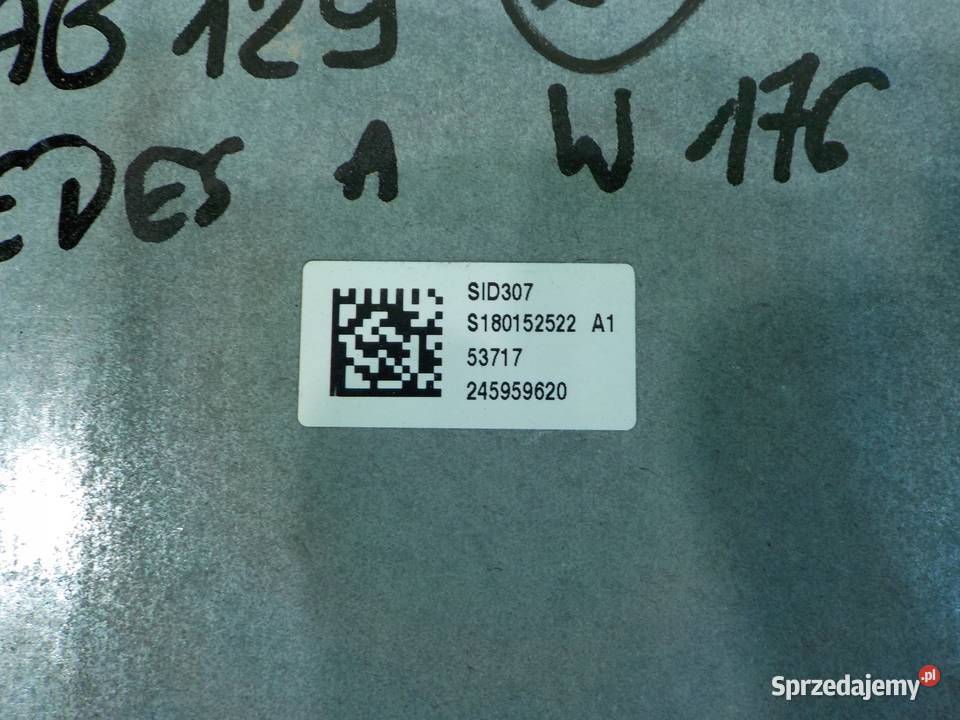 AB 129
EDES A W 176
SID307
S180152522 A1
53717
245959620
Sprzedajemy.pl